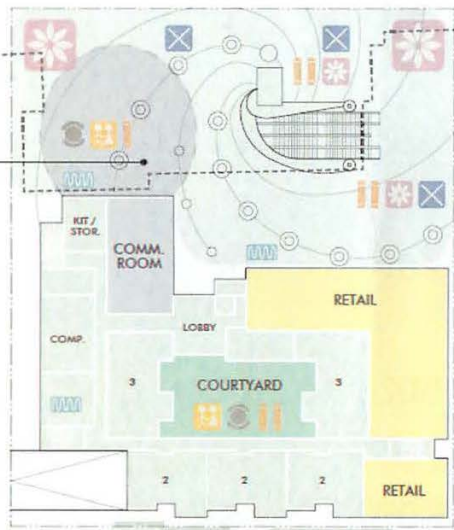 KIT /
STOR.
COMM.
ROOM
RETAIL
LOBBY
COMP.
3
COURTYARD
3
2
2
2
RETAIL